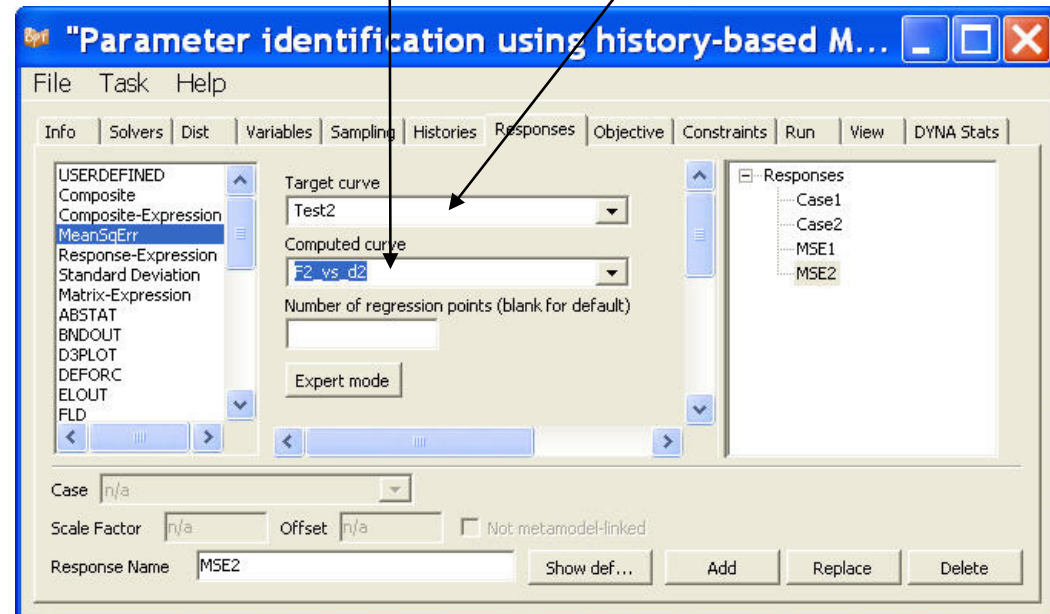 "Parameter identification using history-based M...
File Task Help
Info Solvers Dist Variables Sampling Histories Responses Objective Constraints Run View DYNA Stats
USERDEFINED
Composite
Composite-Expression
MeanSqErr
Response-Expression
Standard Deviation
Matrix-Expression
ABSTAT
BNDOUT
D3PLOT
DEFORC
ELOUT
FLD
Target curve
Test2
Computed curve
F2_vs_d2
Number of regression points (blank for default)
Expert mode
Responses
Case1
Case2
MSE1
MSE2
Case n/a
Scale Factor n/a Offset n/a Not metamodel-linked
Response Name MSE2 Show def... Add Replace Delete